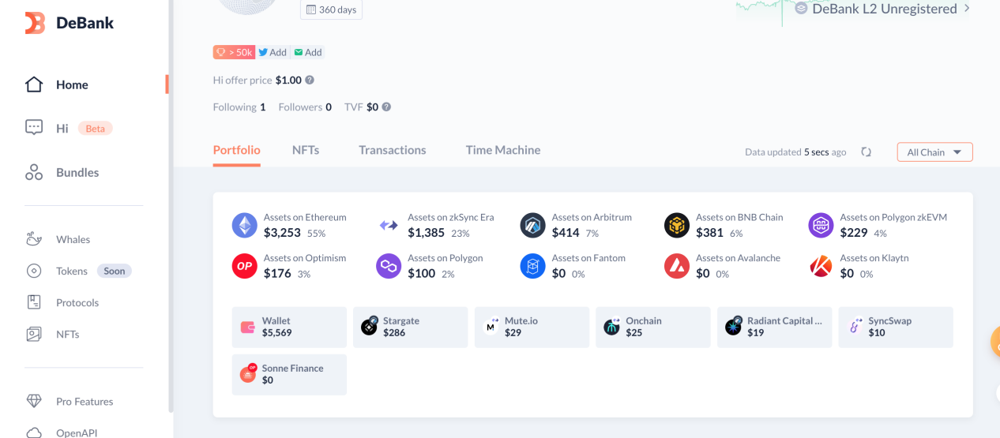 DeBank
Home
Hi Beta
Bundles
Whales
Tokens Soon
Protocols
NFTs
Pro Features
OpenAPI
360 days
DeBank L2 Unregistered
> 50k Add Add
Hi offer price $1.00 ?
Following 1 Followers 0 TVF $0 ?
Portfolio NFTs Transactions Time Machine
Data updated 5 secs ago All Chain
Assets on Ethereum
$3,253 55%
Assets on zkSync Era
$1,385 23%
Assets on Arbitrum
$414 7%
Assets on BNB Chain
$381 6%
Assets on Polygon zkEVM
$229 4%
OP
Assets on Optimism
$176 3%
Assets on Polygon
$100 2%
Assets on Fantom
$0 0%
Assets on Avalanche
$0 0%
Assets on Klaytn
$0 0%
Wallet
$5,569
Stargate
$286
M
Mute.io
$29
Onchain
$25
Radiant Capital ...
$19
SyncSwap
$10
OP
Sonne Finance
$0